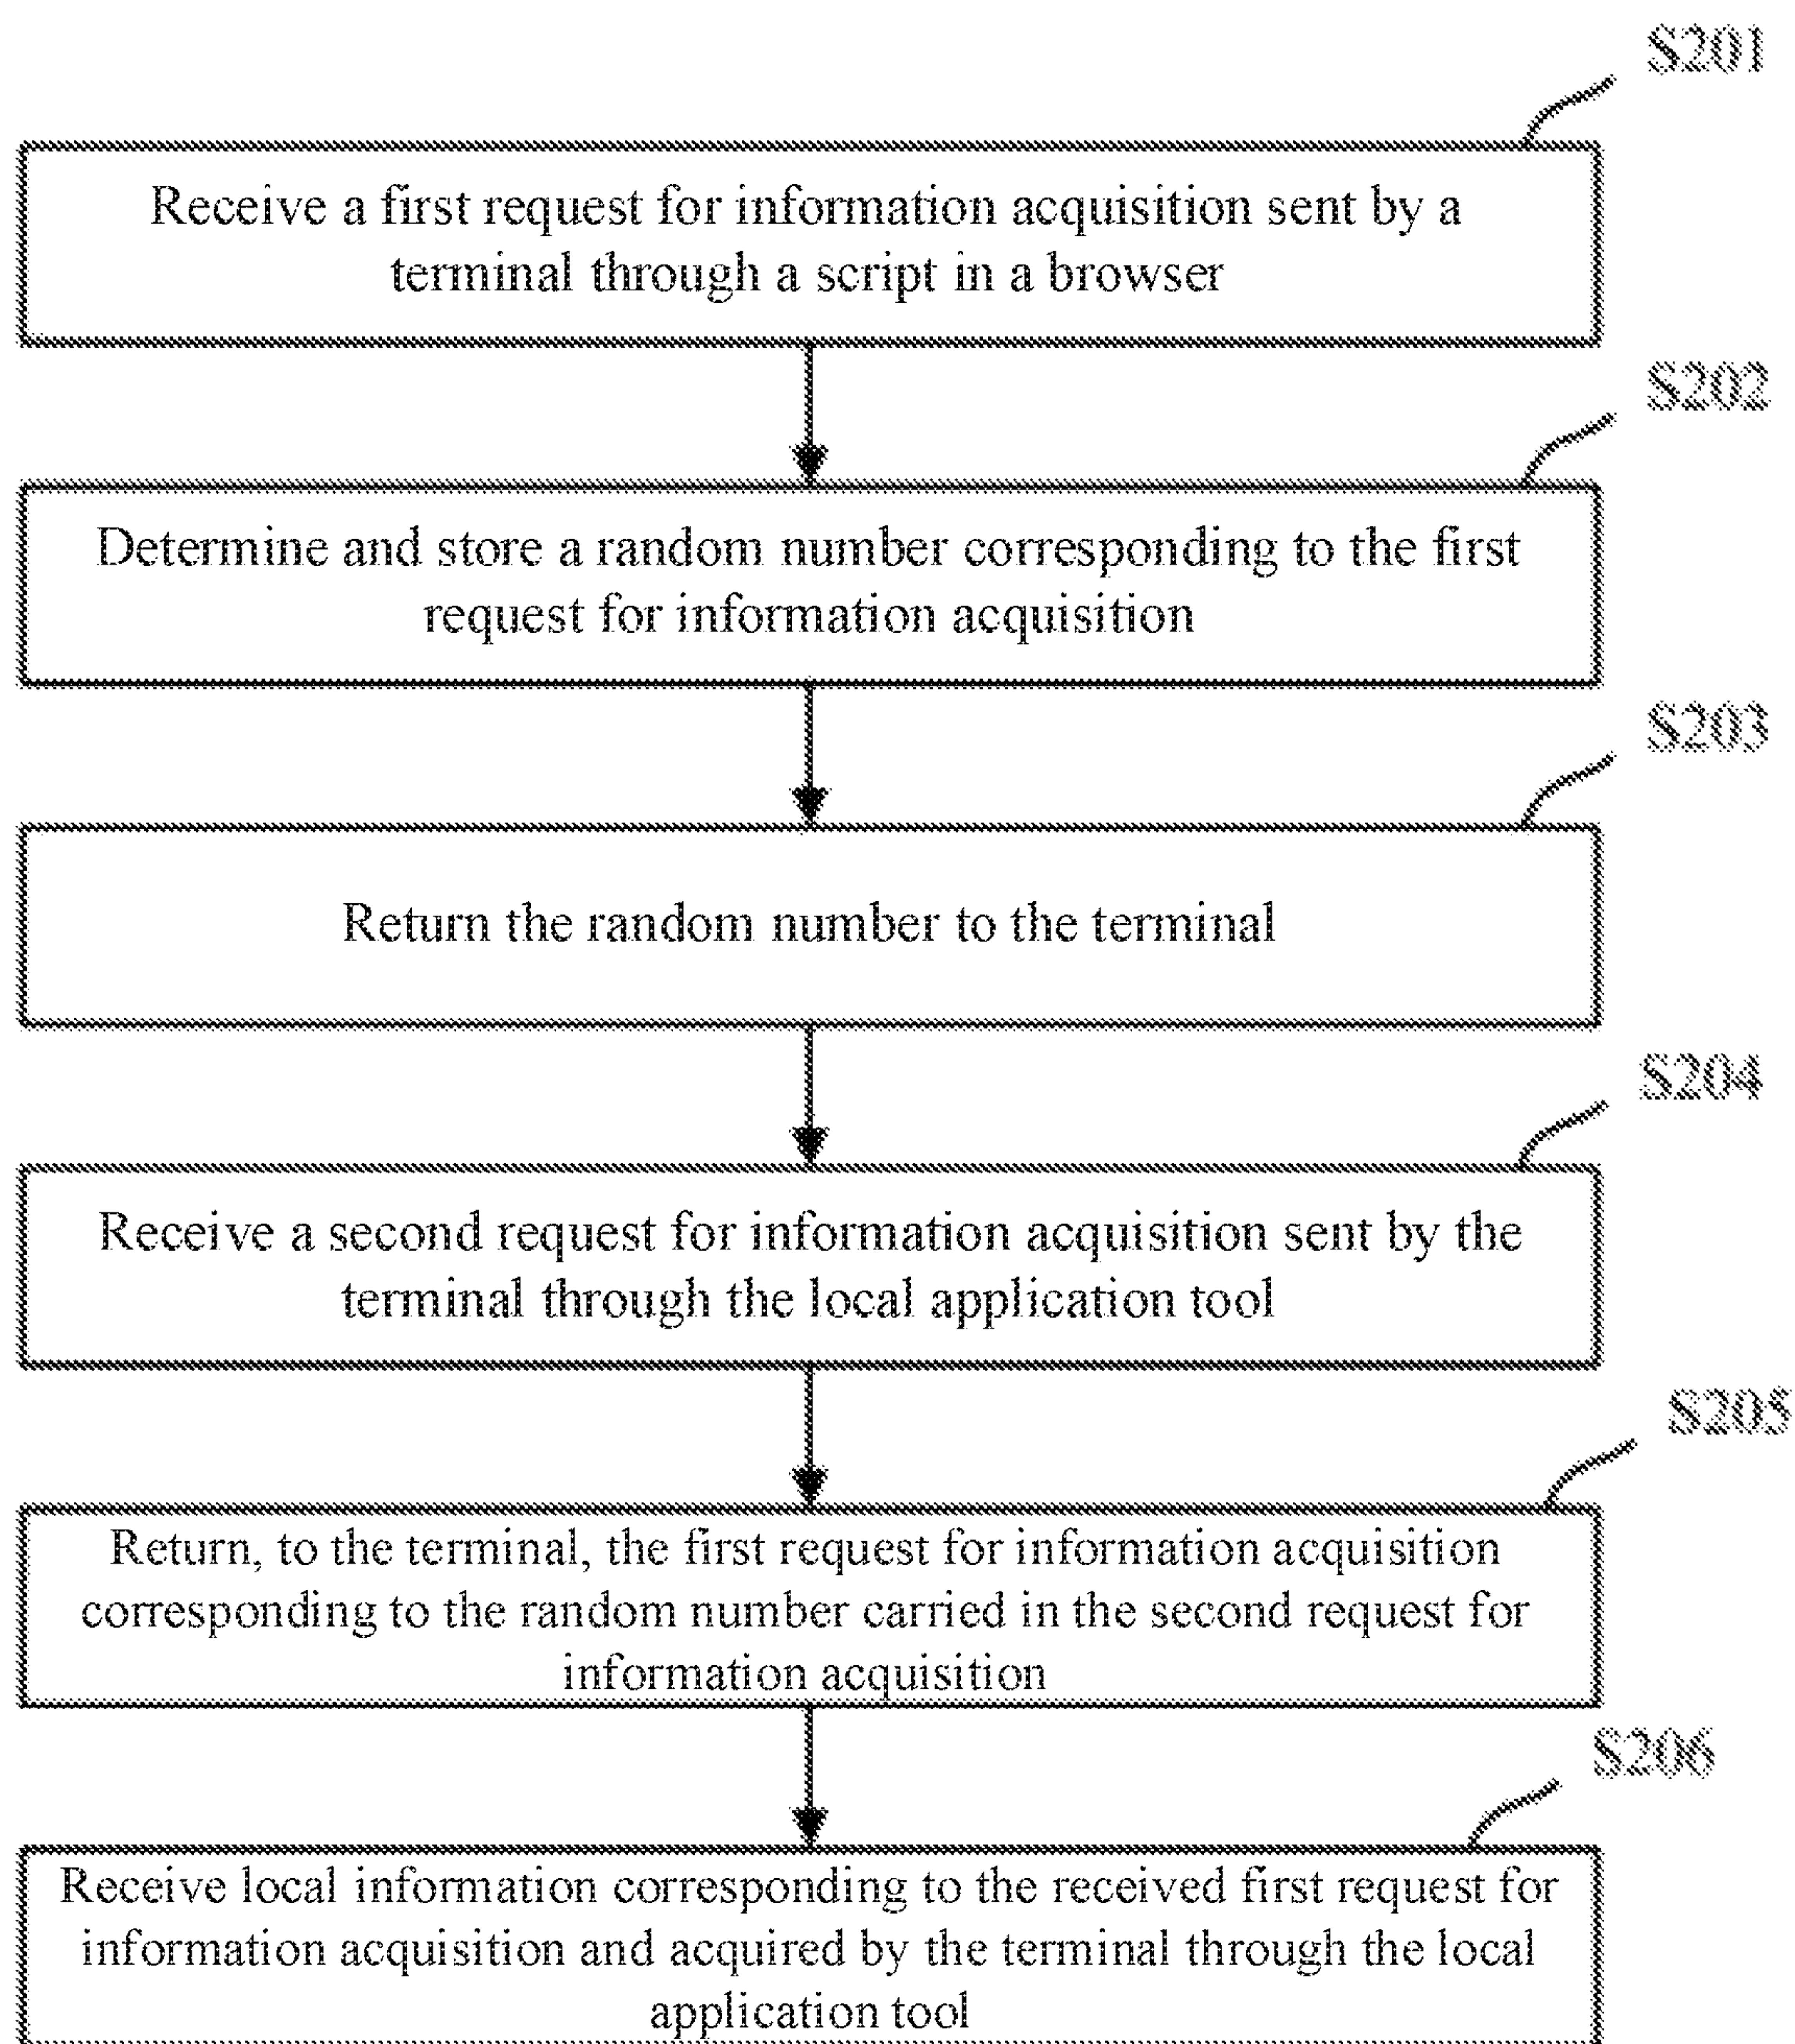 S201
Receive a first request for information acquisition sent by a
terminal through a script in a browser
S202
Determine and store a random number corresponding to the first
request for information acquisition
S203
Return the random number to the terminal
S204
Receive a second request for information acquisition sent by the
terminal through the local application tool
S205
Return, to the terminal, the first request for information acquisition
corresponding to the random number carried in the second request for
information acquisition
S206
Receive local information corresponding to the received first request for
information acquisition and acquired by the terminal through the local
application tool